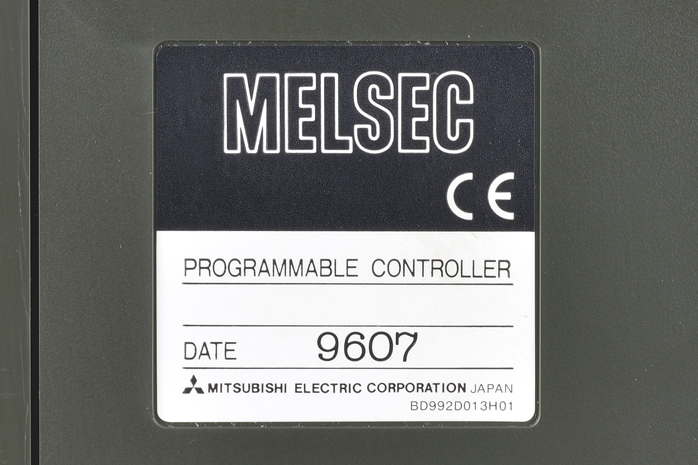 MELSEC
CE
PROGRAMMABLE CONTROLLER
DATE 9607
MITSUBISHI ELECTRIC CORPORATION JAPAN
BD992D013H01